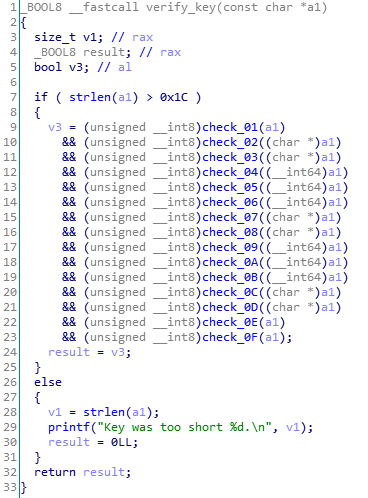 1 _BOOL8 __fastcall verify_key(const char *a1)
2 {
3   size_t v1; // rax
4   _BOOL8 result; // rax
5   bool v3; // al
6
7   if ( strlen(a1) > 0x1C )
8   {
9     v3 = (unsigned __int8)check_01(a1)
10       && (unsigned __int8)check_02((char *)a1)
11       && (unsigned __int8)check_03((char *)a1)
12       && (unsigned __int8)check_04((__int64)a1)
13       && (unsigned __int8)check_05((__int64)a1)
14       && (unsigned __int8)check_06((__int64)a1)
15       && (unsigned __int8)check_07((char *)a1)
16       && (unsigned __int8)check_08((char *)a1)
17       && (unsigned __int8)check_09((__int64)a1)
18       && (unsigned __int8)check_0A((__int64)a1)
19       && (unsigned __int8)check_0B((__int64)a1)
20       && (unsigned __int8)check_0C((char *)a1)
21       && (unsigned __int8)check_0D((char *)a1)
22       && (unsigned __int8)check_0E(a1)
23       && (unsigned __int8)check_0F(a1);
24     result = v3;
25   }
26   else
27   {
28     v1 = strlen(a1);
29     printf("Key was too short %d.\n", v1);
30     result = 0LL;
31   }
32   return result;
33 }